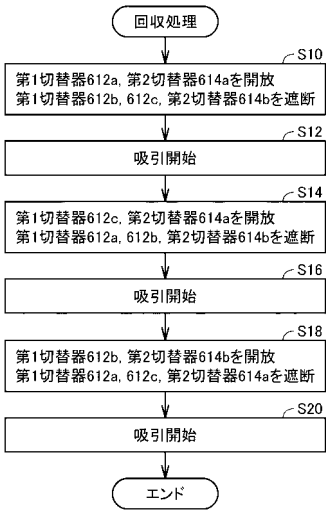 回収処理
S10
第1切替器612a, 第2切替器614aを開放
第1切替器612b, 612c, 第2切替器614bを遮断
S12
吸引開始
S14
第1切替器612c, 第2切替器614aを開放
第1切替器612a, 612b, 第2切替器614bを遮断
S16
吸引開始
S18
第1切替器612b, 第2切替器614bを開放
第1切替器612a, 612c, 第2切替器614aを遮断
S20
吸引開始
エンド